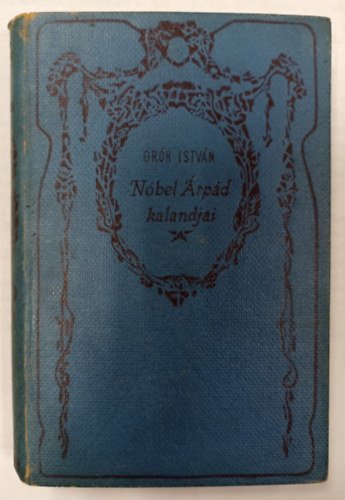 GRÓH ISTVÁN
Nóbel Árpád
kalandjai